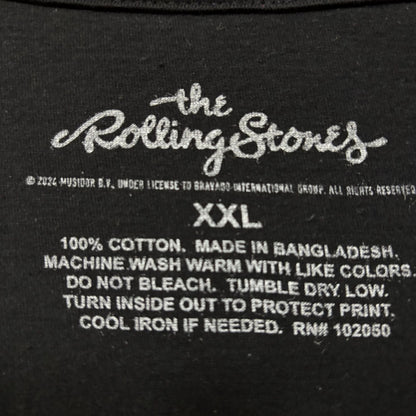 the
Rolling Stones
© 2024 MUSIDOR B.V., UNDER LICENSE TO BRAVADO INTERNATIONAL GROUP. ALL RIGHTS RESERVED
XXL
100% COTTON. MADE IN BANGLADESH.
MACHINE WASH WARM WITH LIKE COLORS.
DO NOT BLEACH. TUMBLE DRY LOW.
TURN INSIDE OUT TO PROTECT PRINT.
COOL IRON IF NEEDED. RN# 102050